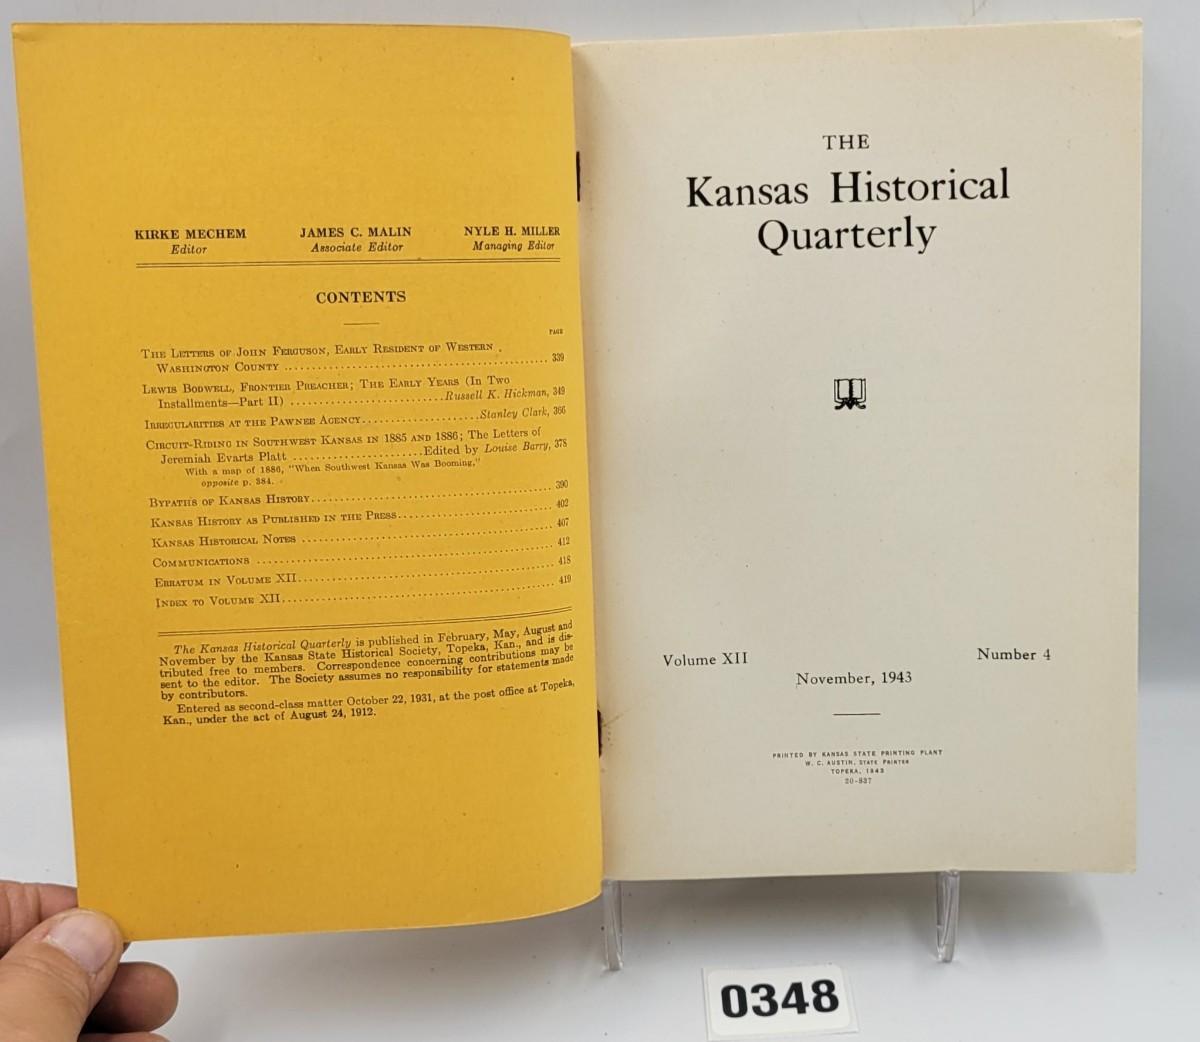 KIRKE MECHEM JAMES C. MALIN NYLE H. MILLER
Editor Associate Editor Managing Editor
CONTENTS
PAGE
THE LETTERS OF JOHN FERGUSON, EARLY RESIDENT OF WESTERN
WASHINGTON COUNTY ........ 339
LEWIS BODWELL, FRONTIER PREACHER; THE EARLY YEARS (In Two
Installments—Part II) ........ Russell K. Hickman, 349
IRREGULARITIES AT THE PAWNEE AGENCY ........ Stanley Clark, 366
CIRCUIT-RIDING IN SOUTHWEST KANSAS IN 1885 AND 1886; The Letters of
Jeremiah Evarts Platt ........ Edited by Louise Barry, 378
With a map of 1886, "When Southwest Kansas Was Booming,"
opposite p. 384.
BYPATHS OF KANSAS HISTORY ........ 390
KANSAS HISTORY AS PUBLISHED IN THE PRESS ........ 402
KANSAS HISTORICAL NOTES ........ 407
COMMUNICATIONS ........ 412
ERRATUM IN VOLUME XII ........ 418
INDEX TO VOLUME XII ........ 419
The Kansas Historical Quarterly is published in February, May, August and
November by the Kansas State Historical Society, Topeka, Kan., and is dis-
tributed free to members. Correspondence concerning contributions may be
sent to the editor. The Society assumes no responsibility for statements made
by contributors.
Entered as second-class matter October 22, 1931, at the post office at Topeka,
Kan., under the act of August 24, 1912.
THE
Kansas Historical
Quarterly
Volume XII Number 4
November, 1943
PRINTED BY KANSAS STATE PRINTING PLANT
W. C. AUSTIN, STATE PRINTER
TOPEKA, 1943
20-837
0348